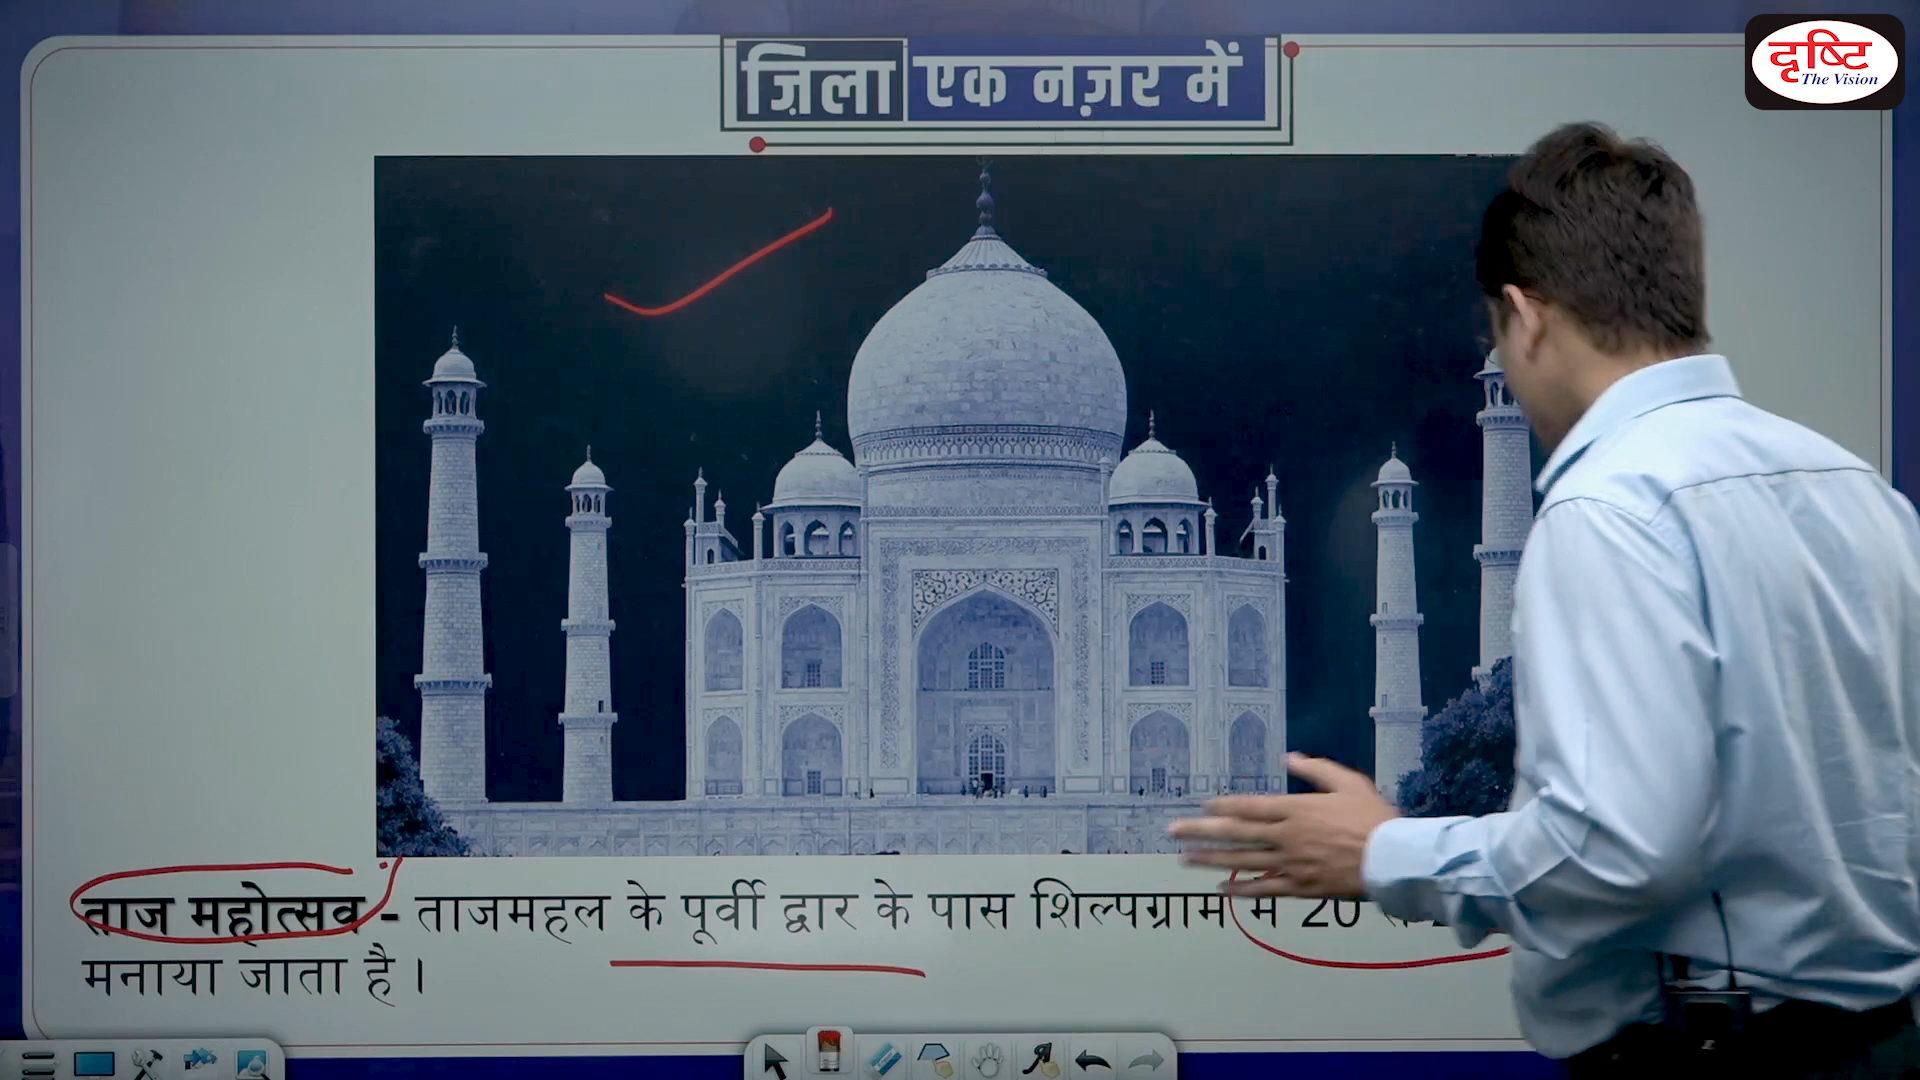 ज़िला एक नज़र में
दृष्टि
The Vision
ताज महोत्सव - ताजमहल के पूर्वी द्वार के पास शिल्पग्राम में 20
मनाया जाता है।